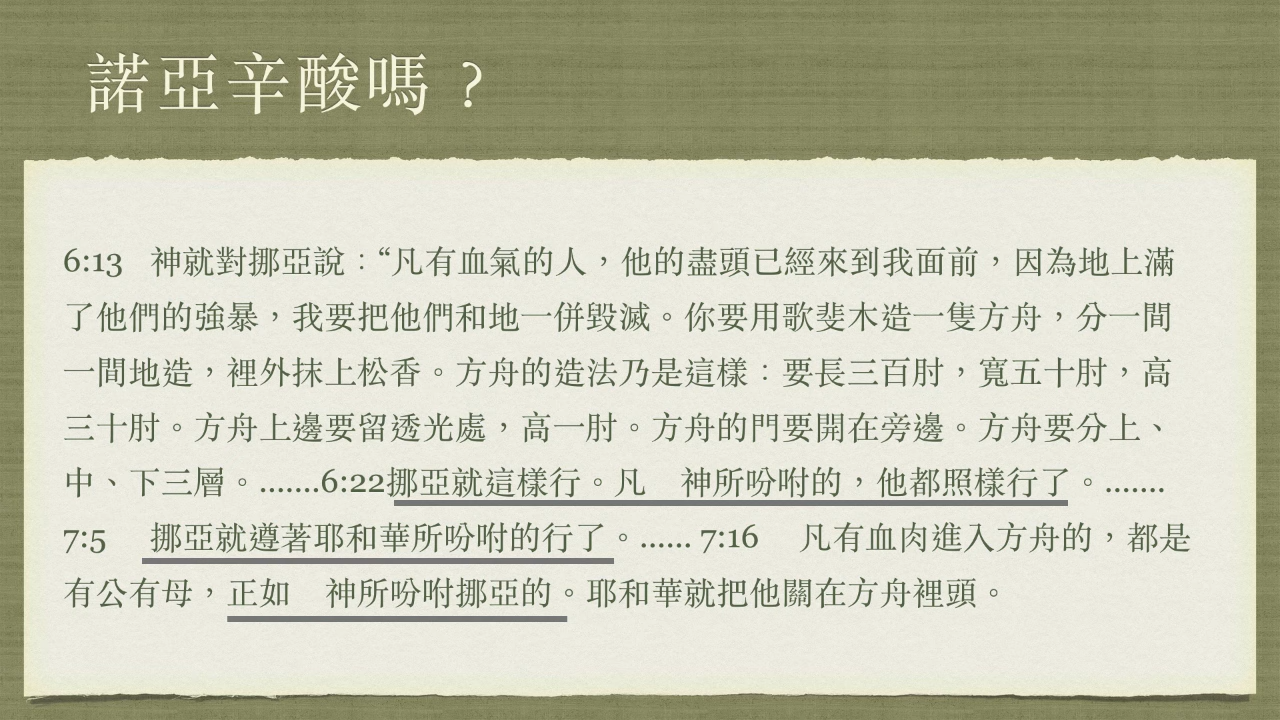 諾亞辛酸嗎？
6:13　神就對挪亞說：“凡有血氣的人，他的盡頭已經來到我面前，因為地上滿
了他們的強暴，我要把他們和地一併毀滅。你要用歌斐木造一隻方舟，分一間
一間地造，裡外抹上松香。方舟的造法乃是這樣：要長三百肘，寬五十肘，高
三十肘。方舟上邊要留透光處，高一肘。方舟的門要開在旁邊。方舟要分上、
中、下三層。.......6:22挪亞就這樣行。凡　神所吩咐的，他都照樣行了。.......
7:5　挪亞就遵著耶和華所吩咐的行了。...... 7:16　凡有血肉進入方舟的，都是
有公有母，正如　神所吩咐挪亞的。耶和華就把他關在方舟裡頭。